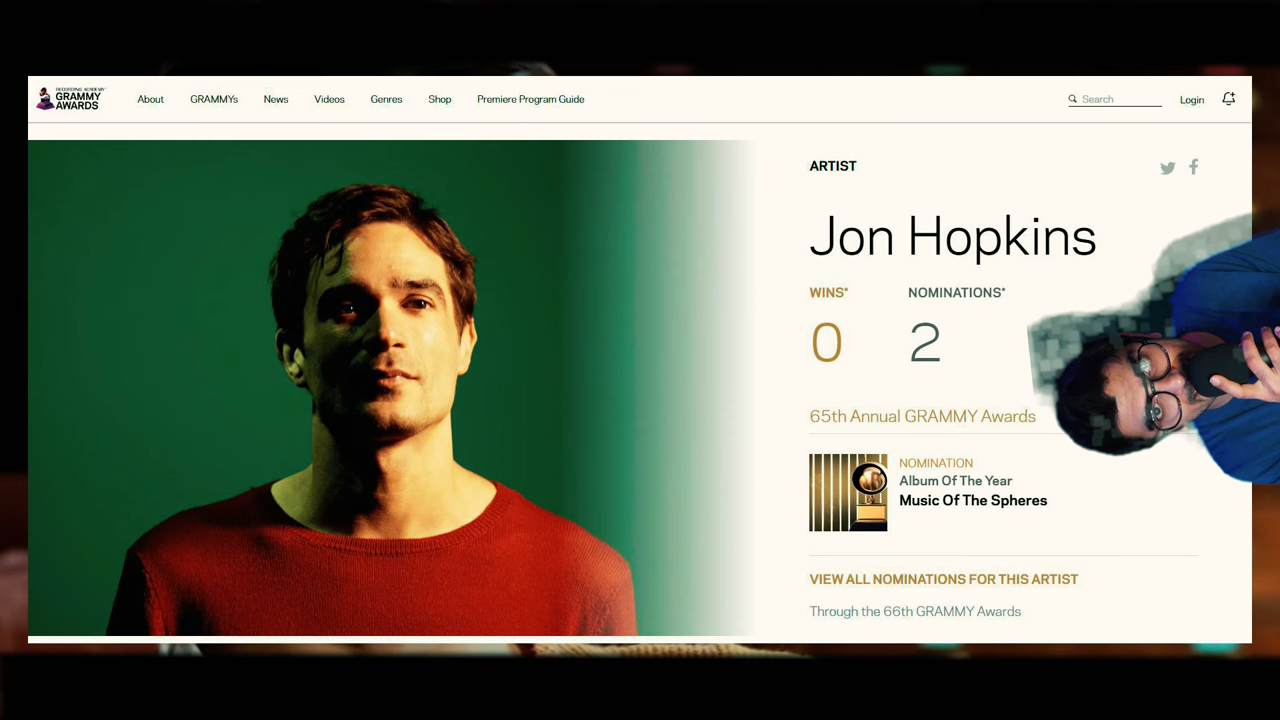 RECORDING ACADEMY
GRAMMY
AWARDS
About
GRAMMYs
News
Videos
Genres
Shop
Premiere Program Guide
Search
Login
ARTIST
Jon Hopkins
WINS*
NOMINATIONS*
0
2
65th Annual GRAMMY Awards
NOMINATION
Album Of The Year
Music Of The Spheres
VIEW ALL NOMINATIONS FOR THIS ARTIST
Through the 66th GRAMMY Awards